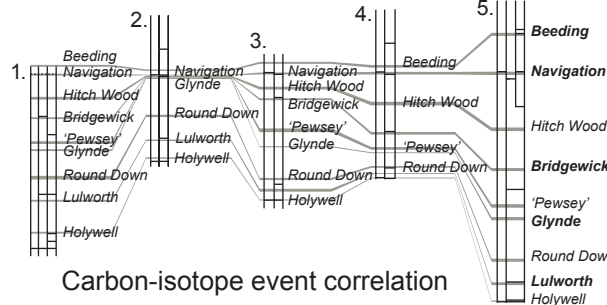 1.
Beeding
Navigation
Hitch Wood
Bridgewick
'Pewsey'
Glynde
Round Down
Lulworth
Holywell
2.
Navigation
Glynde
Round Down
Lulworth
Holywell
3.
Navigation
Hitch Wood
Bridgewick
'Pewsey'
Glynde
Round Down
Holywell
4.
Beeding
Hitch Wood
'Pewsey'
Round Down
5.
Beeding
Navigation
Hitch Wood
Bridgewick
'Pewsey'
Glynde
Round Dow
Lulworth
Holywell
Carbon-isotope event correlation